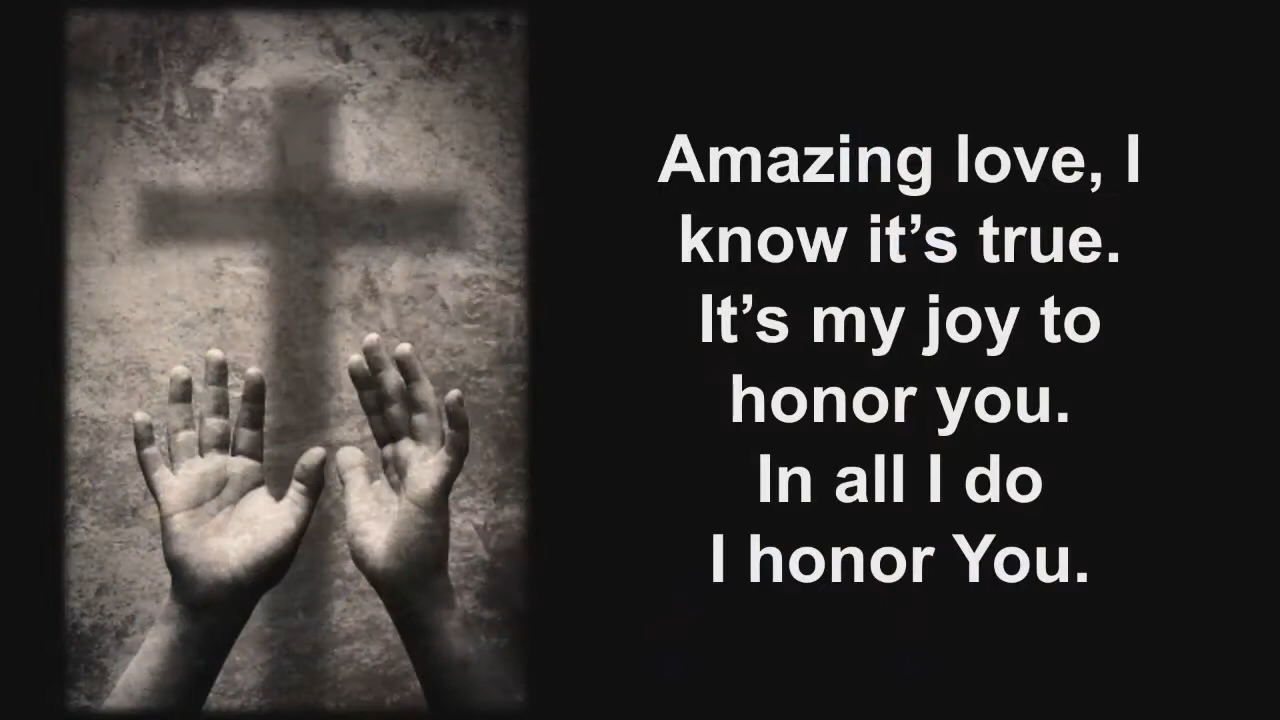 Amazing love, I
know it’s true.
It’s my joy to
honor you.
In all I do
I honor You.